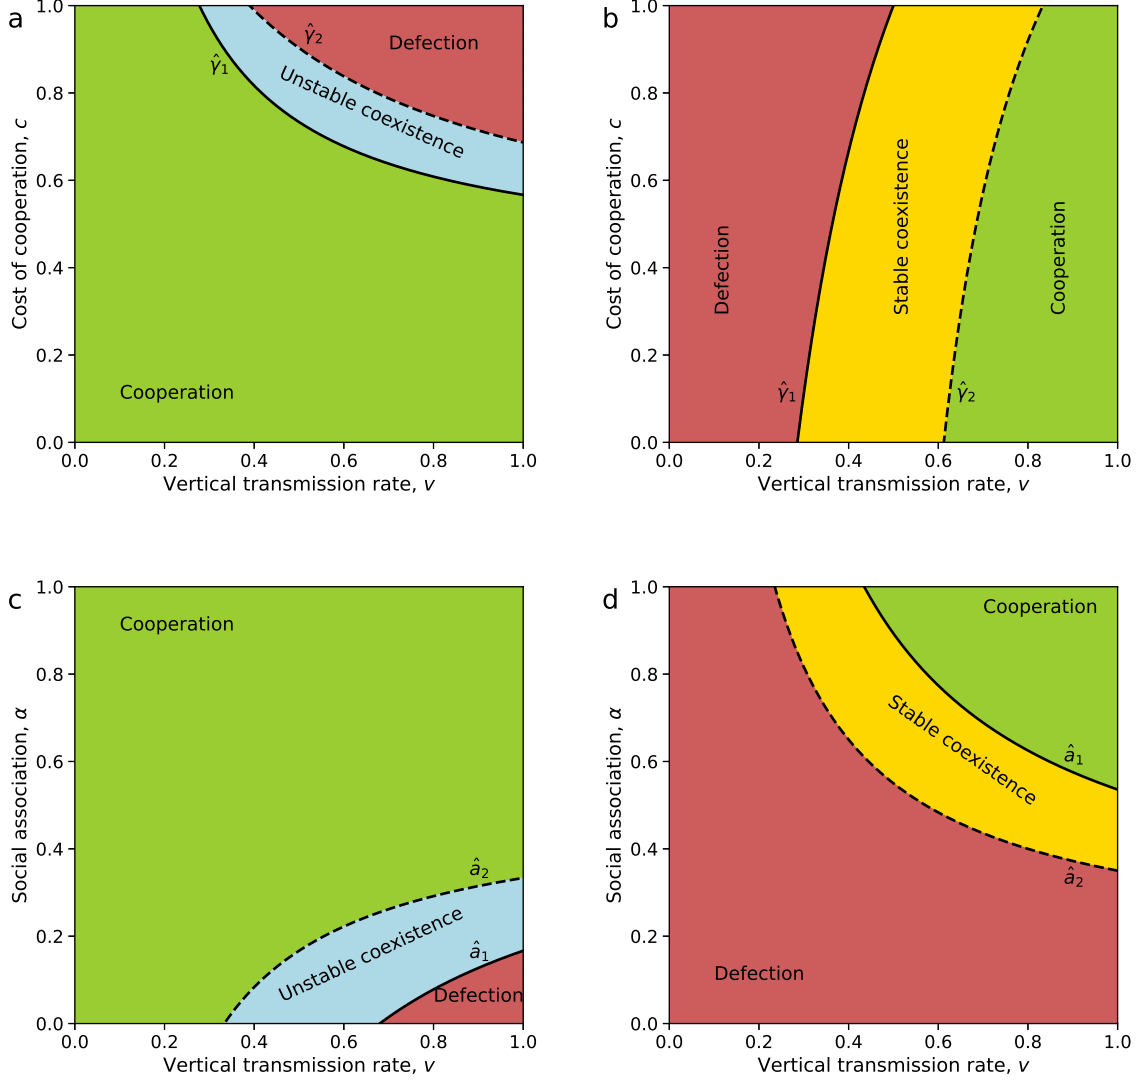 a
1.0
0.8
0.6
0.4
0.2
0.0
Cost of cooperation, c
γ̂1
γ̂2
Defection
Unstable coexistence
Cooperation
0.0 0.2 0.4 0.6 0.8 1.0
Vertical transmission rate, v
b
1.0
0.8
0.6
0.4
0.2
0.0
Cost of cooperation, c
Defection
Stable coexistence
Cooperation
γ̂1
γ̂2
0.0 0.2 0.4 0.6 0.8 1.0
Vertical transmission rate, v
c
1.0
0.8
0.6
0.4
0.2
0.0
Social association, α
Cooperation
â2
Unstable coexistence
â1
Defection
0.0 0.2 0.4 0.6 0.8 1.0
Vertical transmission rate, v
d
1.0
0.8
0.6
0.4
0.2
0.0
Social association, α
Cooperation
Stable coexistence
â1
â2
Defection
0.0 0.2 0.4 0.6 0.8 1.0
Vertical transmission rate, v